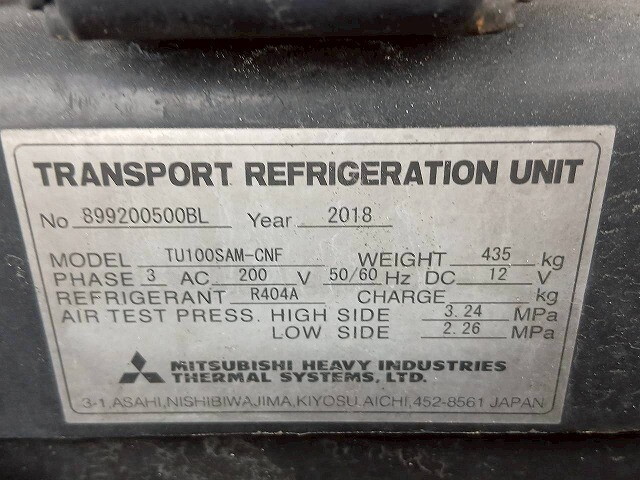 TRANSPORT REFRIGERATION UNIT
No 899200500BL Year 2018
MODEL TU100SAM-CNF WEIGHT 435 kg
PHASE 3 AC 200 V 50/60 Hz DC 12 V
REFRIGERANT R404A CHARGE kg
AIR TEST PRESS. HIGH SIDE 3.24 MPa
LOW SIDE 2.26 MPa
MITSUBISHI HEAVY INDUSTRIES
THERMAL SYSTEMS, LTD.
3-1,ASAHI,NISHIBIWAJIMA,KIYOSU,AICHI,452-8561 JAPAN